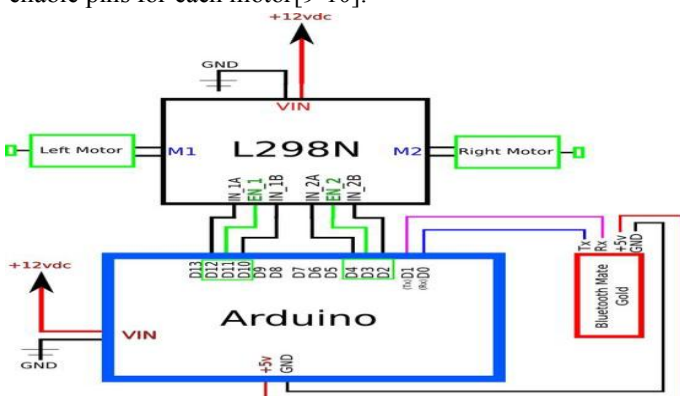 enable pins for each motor[9-10].
+12vdc
GND
VIN
Left Motor
M1
L298N
M2
Right Motor
IN_1A
EN_1
IN_1B
IN_2A
EN_2
IN_2B
Tx
Rx
+5v
GND
+12vdc
D13
D12
D11
D10
D9
D8
D7
D6
D5
D4
D3
D2
D1
D0
(Tx)
(Rx)
Bluetooth Mate
Gold
Arduino
VIN
GND
+5v
GND